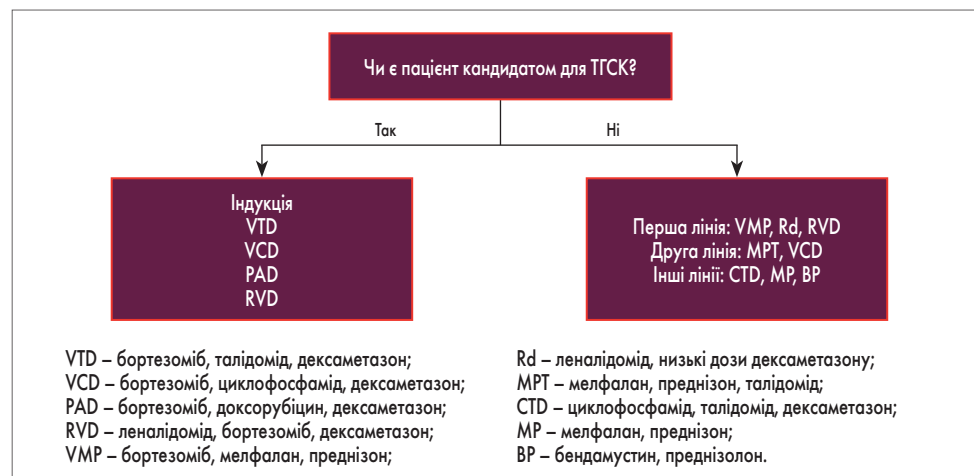 Чи є пацієнт кандидатом для ТГСК?
Так
Ні
Індукція
VTD
VCD
PAD
RVD
Перша лінія: VMP, Rd, RVD
Друга лінія: MPT, VCD
Інші лінії: CTD, MP, BP
VTD – бортезоміб, талідомід, дексаметазон;
VCD – бортезоміб, циклофосфамід, дексаметазон;
PAD – бортезоміб, доксорубіцин, дексаметазон;
RVD – леналідомід, бортезоміб, дексаметазон;
VMP – бортезоміб, мелфалан, преднізон;
Rd – леналідомід, низькі дози дексаметазону;
MPT – мелфалан, преднізон, талідомід;
CTD – циклофосфамід, талідомід, дексаметазон;
MP – мелфалан, преднізон;
BP – бендамустин, преднізолон.